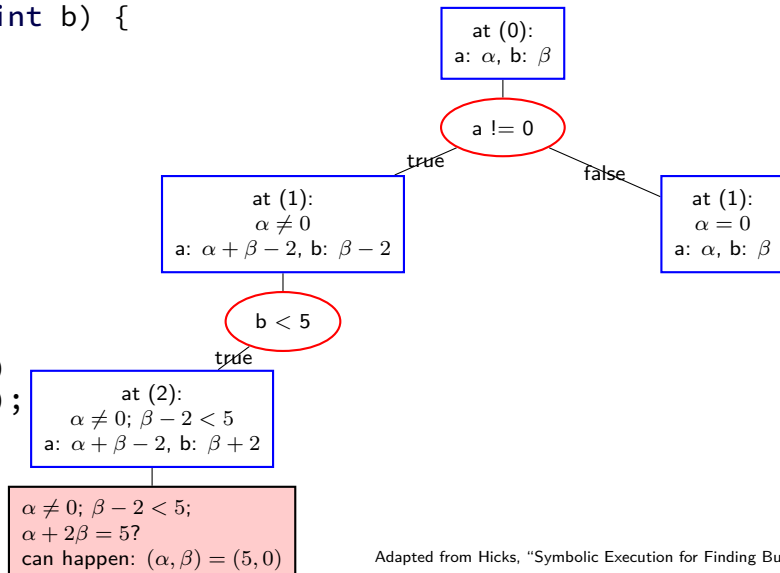 int b) {
at (0):
a: α, b: β
a != 0
true
false
at (1):
α ≠ 0
a: α + β − 2, b: β − 2
at (1):
α = 0
a: α, b: β
b < 5
true
)
);
at (2):
α ≠ 0; β − 2 < 5
a: α + β − 2, b: β + 2
α ≠ 0; β − 2 < 5;
α + 2β = 5?
can happen: (α, β) = (5, 0)
Adapted from Hicks, “Symbolic Execution for Finding Bu